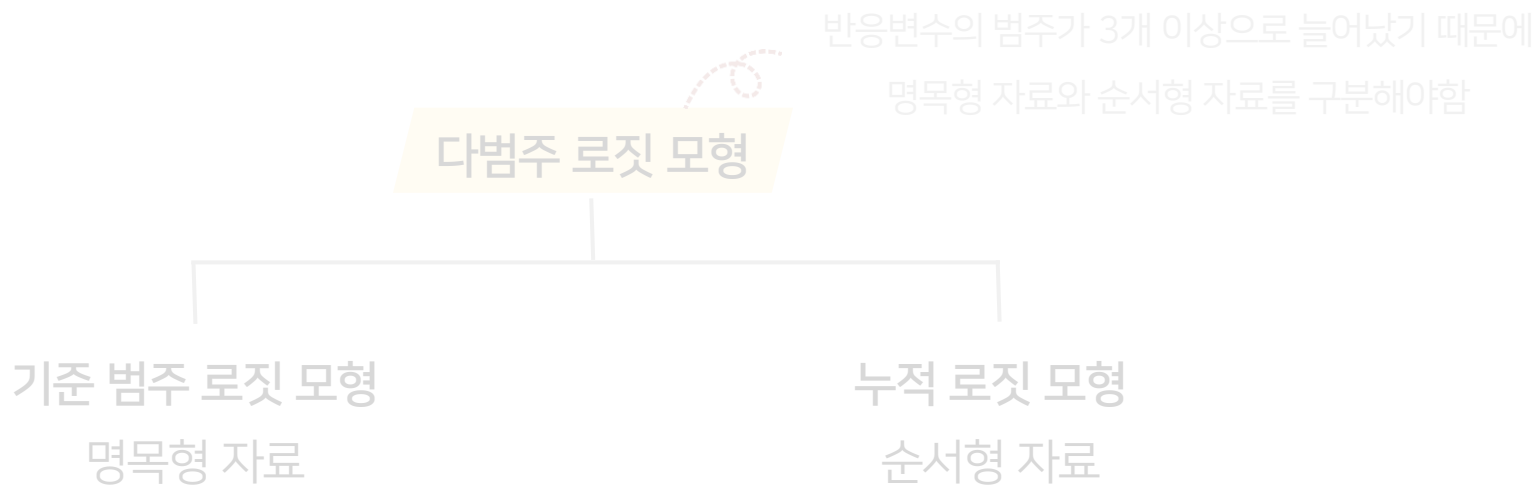 반응변수의 범주가 3개 이상으로 늘어났기 때문에
명목형 자료와 순서형 자료를 구분해야함
다범주 로짓 모형
기준 범주 로짓 모형
명목형 자료
누적 로짓 모형
순서형 자료